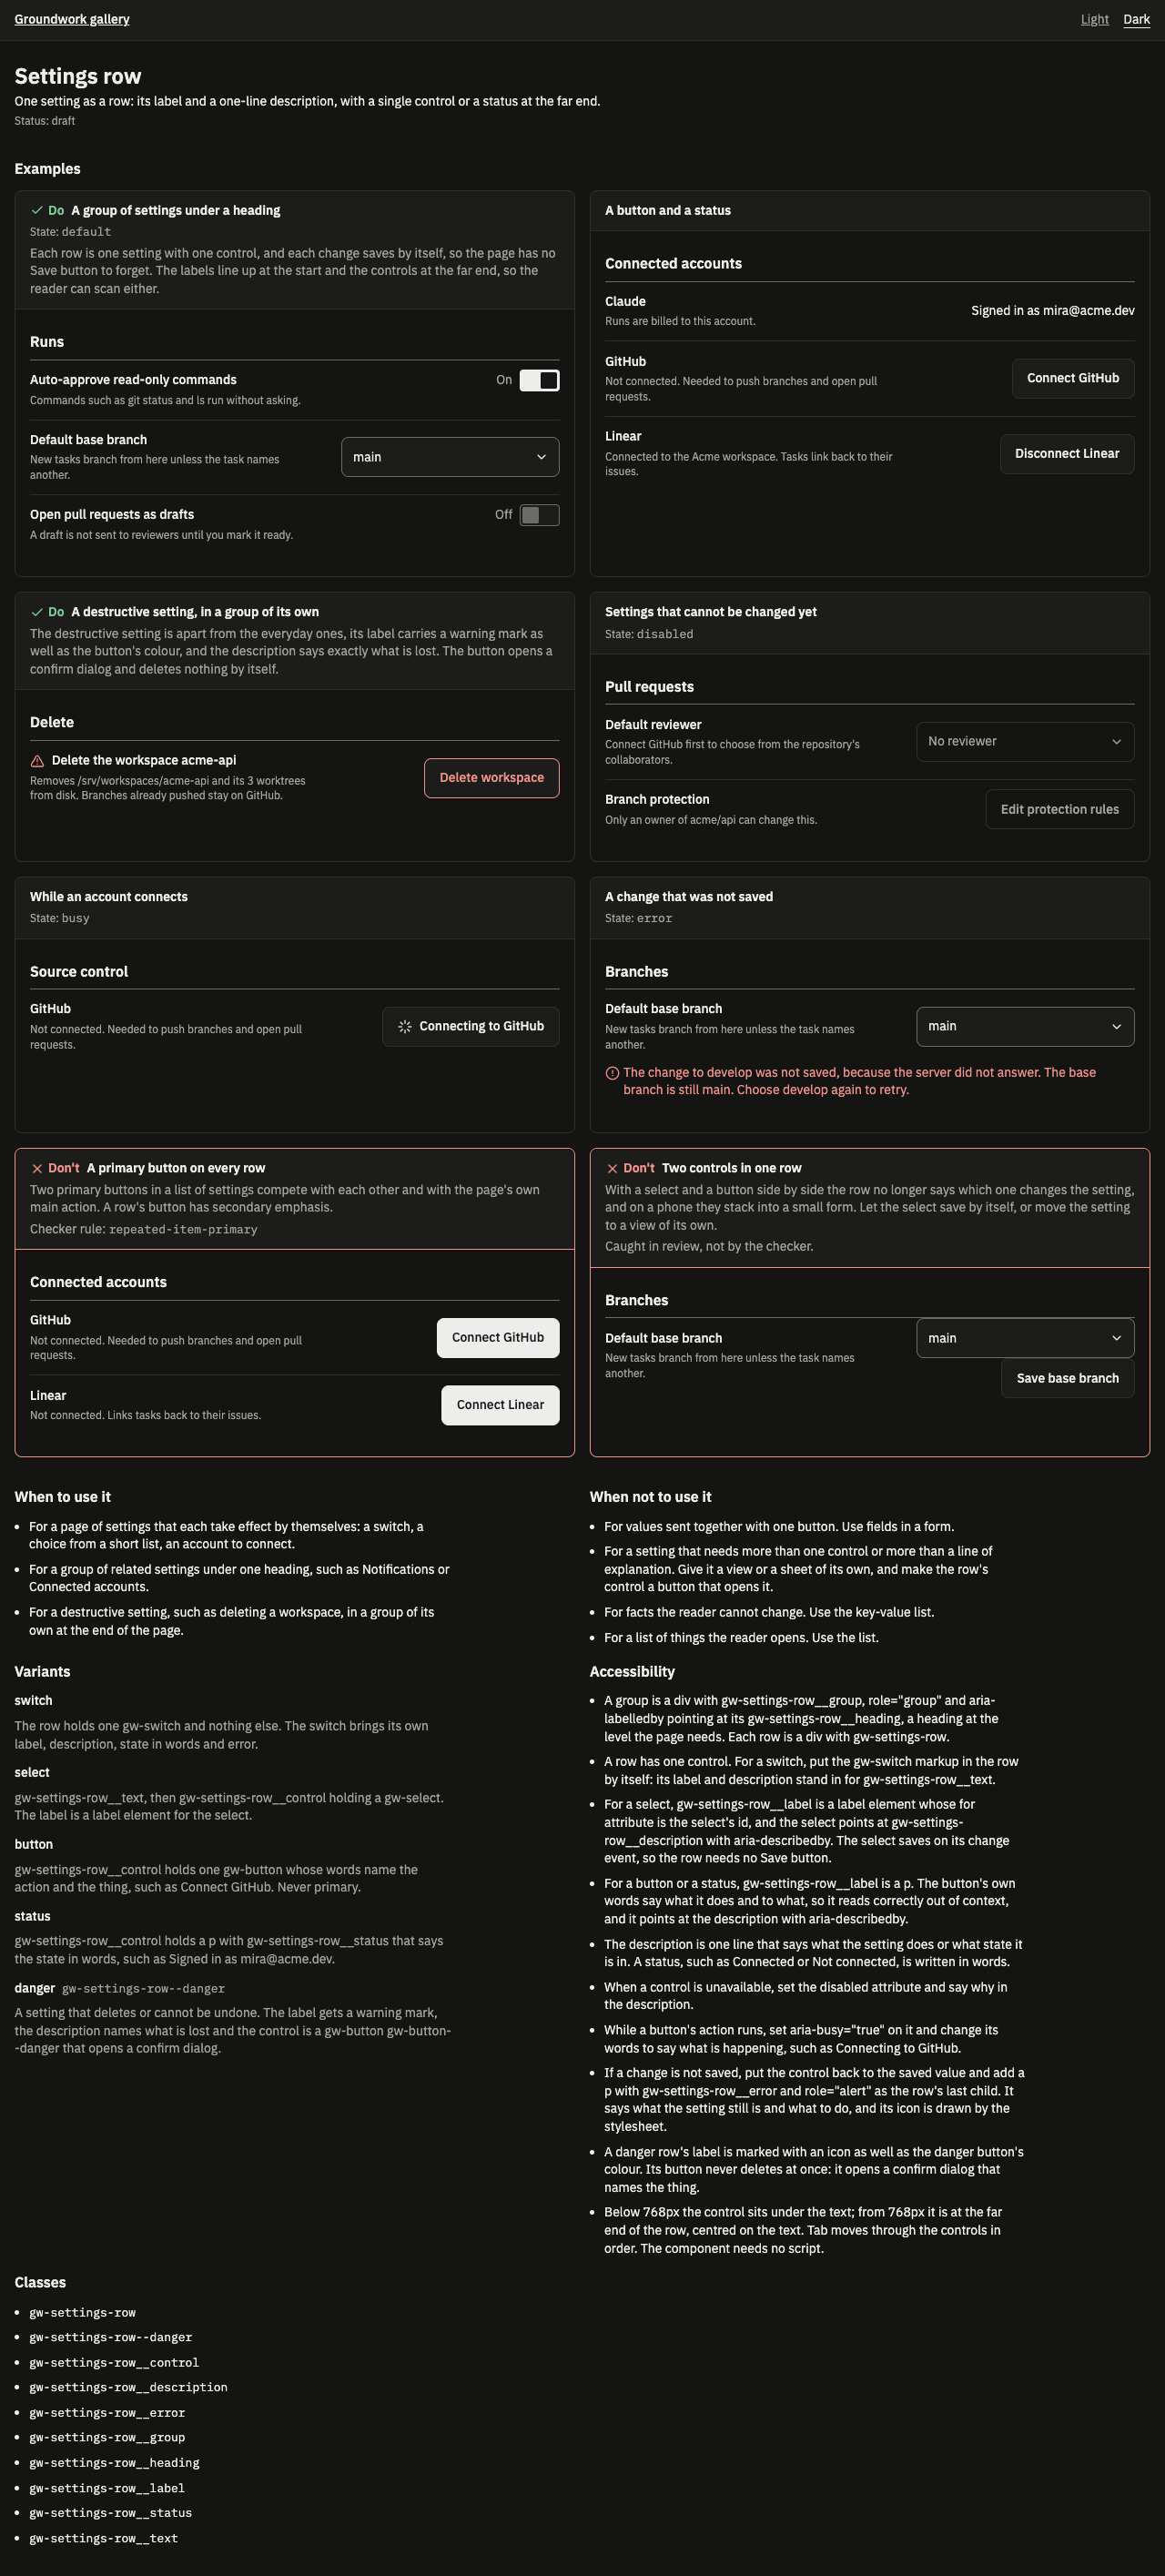 Groundwork gallery
Light
Dark
Settings row
One setting as a row: its label and a one-line description, with a single control or a status at the far end.
Status: draft
Examples
Do A group of settings under a heading
State: default
Each row is one setting with one control, and each change saves by itself, so the page has no
Save button to forget. The labels line up at the start and the controls at the far end, so the
reader can scan either.
Runs
Auto-approve read-only commands
On
Commands such as git status and ls run without asking.
Default base branch
New tasks branch from here unless the task names
another.
main
Open pull requests as drafts
Off
A draft is not sent to reviewers until you mark it ready.
A button and a status
Connected accounts
Claude
Runs are billed to this account.
Signed in as mira@acme.dev
GitHub
Not connected. Needed to push branches and open pull
requests.
Connect GitHub
Linear
Connected to the Acme workspace. Tasks link back to their
issues.
Disconnect Linear
Do A destructive setting, in a group of its own
The destructive setting is apart from the everyday ones, its label carries a warning mark as
well as the button's colour, and the description says exactly what is lost. The button opens a
confirm dialog and deletes nothing by itself.
Delete
Delete the workspace acme-api
Removes /srv/workspaces/acme-api and its 3 worktrees
from disk. Branches already pushed stay on GitHub.
Delete workspace
Settings that cannot be changed yet
State: disabled
Pull requests
Default reviewer
Connect GitHub first to choose from the repository's
collaborators.
No reviewer
Branch protection
Only an owner of acme/api can change this.
Edit protection rules
While an account connects
State: busy
Source control
GitHub
Not connected. Needed to push branches and open pull
requests.
Connecting to GitHub
A change that was not saved
State: error
Branches
Default base branch
New tasks branch from here unless the task names
another.
main
The change to develop was not saved, because the server did not answer. The base
branch is still main. Choose develop again to retry.
Don't A primary button on every row
Two primary buttons in a list of settings compete with each other and with the page's own
main action. A row's button has secondary emphasis.
Checker rule: repeated-item-primary
Connected accounts
GitHub
Not connected. Needed to push branches and open pull
requests.
Connect GitHub
Linear
Not connected. Links tasks back to their issues.
Connect Linear
Don't Two controls in one row
With a select and a button side by side the row no longer says which one changes the setting,
and on a phone they stack into a small form. Let the select save by itself, or move the setting
to a view of its own.
Caught in review, not by the checker.
Branches
Default base branch
New tasks branch from here unless the task names
another.
main
Save base branch
When to use it
For a page of settings that each take effect by themselves: a switch, a
choice from a short list, an account to connect.
For a group of related settings under one heading, such as Notifications or
Connected accounts.
For a destructive setting, such as deleting a workspace, in a group of its
own at the end of the page.
When not to use it
For values sent together with one button. Use fields in a form.
For a setting that needs more than one control or more than a line of
explanation. Give it a view or a sheet of its own, and make the row's
control a button that opens it.
For facts the reader cannot change. Use the key-value list.
For a list of things the reader opens. Use the list.
Variants
switch
The row holds one gw-switch and nothing else. The switch brings its own
label, description, state in words and error.
select
gw-settings-row__text, then gw-settings-row__control holding a gw-select.
The label is a label element for the select.
button
gw-settings-row__control holds one gw-button whose words name the
action and the thing, such as Connect GitHub. Never primary.
status
gw-settings-row__control holds a p with gw-settings-row__status that says
the state in words, such as Signed in as mira@acme.dev.
danger gw-settings-row--danger
A setting that deletes or cannot be undone. The label gets a warning mark,
the description names what is lost and the control is a gw-button gw-button-
-danger that opens a confirm dialog.
Accessibility
A group is a div with gw-settings-row__group, role="group" and aria-
labelledby pointing at its gw-settings-row__heading, a heading at the
level the page needs. Each row is a div with gw-settings-row.
A row has one control. For a switch, put the gw-switch markup in the row
by itself: its label and description stand in for gw-settings-row__text.
For a select, gw-settings-row__label is a label element whose for
attribute is the select's id, and the select points at gw-settings-
row__description with aria-describedby. The select saves on its change
event, so the row needs no Save button.
For a button or a status, gw-settings-row__label is a p. The button's own
words say what it does and to what, so it reads correctly out of context,
and it points at the description with aria-describedby.
The description is one line that says what the setting does or what state it
is in. A status, such as Connected or Not connected, is written in words.
When a control is unavailable, set the disabled attribute and say why in
the description.
While a button's action runs, set aria-busy="true" on it and change its
words to say what is happening, such as Connecting to GitHub.
If a change is not saved, put the control back to the saved value and add a
p with gw-settings-row__error and role="alert" as the row's last child. It
says what the setting still is and what to do, and its icon is drawn by the
stylesheet.
A danger row's label is marked with an icon as well as the danger button's
colour. Its button never deletes at once: it opens a confirm dialog that
names the thing.
Below 768px the control sits under the text; from 768px it is at the far
end of the row, centred on the text. Tab moves through the controls in
order. The component needs no script.
Classes
gw-settings-row
gw-settings-row--danger
gw-settings-row__control
gw-settings-row__description
gw-settings-row__error
gw-settings-row__group
gw-settings-row__heading
gw-settings-row__label
gw-settings-row__status
gw-settings-row__text